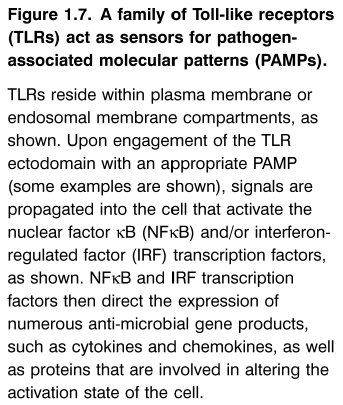 Figure 1.7. A family of Toll-like receptors
(TLRs) act as sensors for pathogen-
associated molecular patterns (PAMPs).
TLRs reside within plasma membrane or
endosomal membrane compartments, as
shown. Upon engagement of the TLR
ectodomain with an appropriate PAMP
(some examples are shown), signals are
propagated into the cell that activate the
nuclear factor κB (NFκB) and/or interferon-
regulated factor (IRF) transcription factors,
as shown. NFκB and IRF transcription
factors then direct the expression of
numerous anti-microbial gene products,
such as cytokines and chemokines, as well
as proteins that are involved in altering the
activation state of the cell.